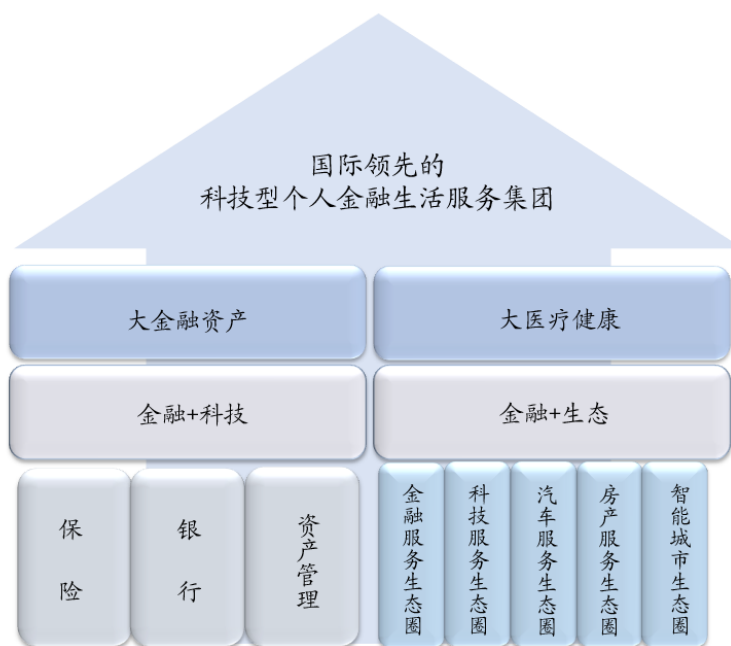 国际领先的
科技型个人金融生活服务集团
大金融资产
大医疗健康
金融+科技
金融+生态
保险
银行
资产管理
金融服务生态圈
科技服务生态圈
汽车服务生态圈
房产服务生态圈
智能城市生态圈